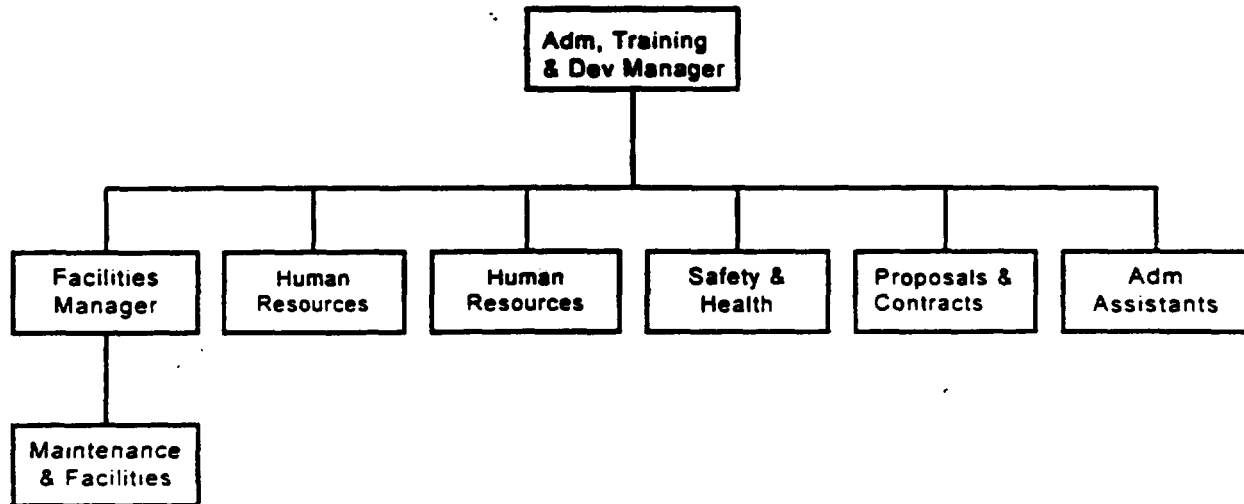 Adm, Training
& Dev Manager
Facilities
Manager
Human
Resources
Human
Resources
Safety &
Health
Proposals &
Contracts
Adm
Assistants
Maintenance
& Facilities